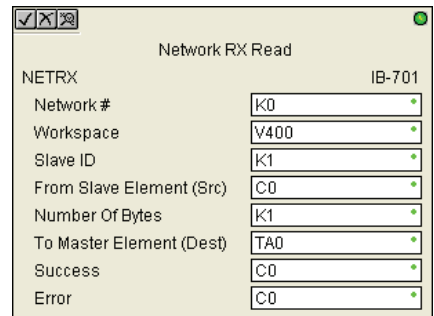 Network RX Read
NETRX IB-701
Network # K0
Workspace V400
Slave ID K1
From Slave Element (Src) C0
Number Of Bytes K1
To Master Element (Dest) TA0
Success C0
Error C0